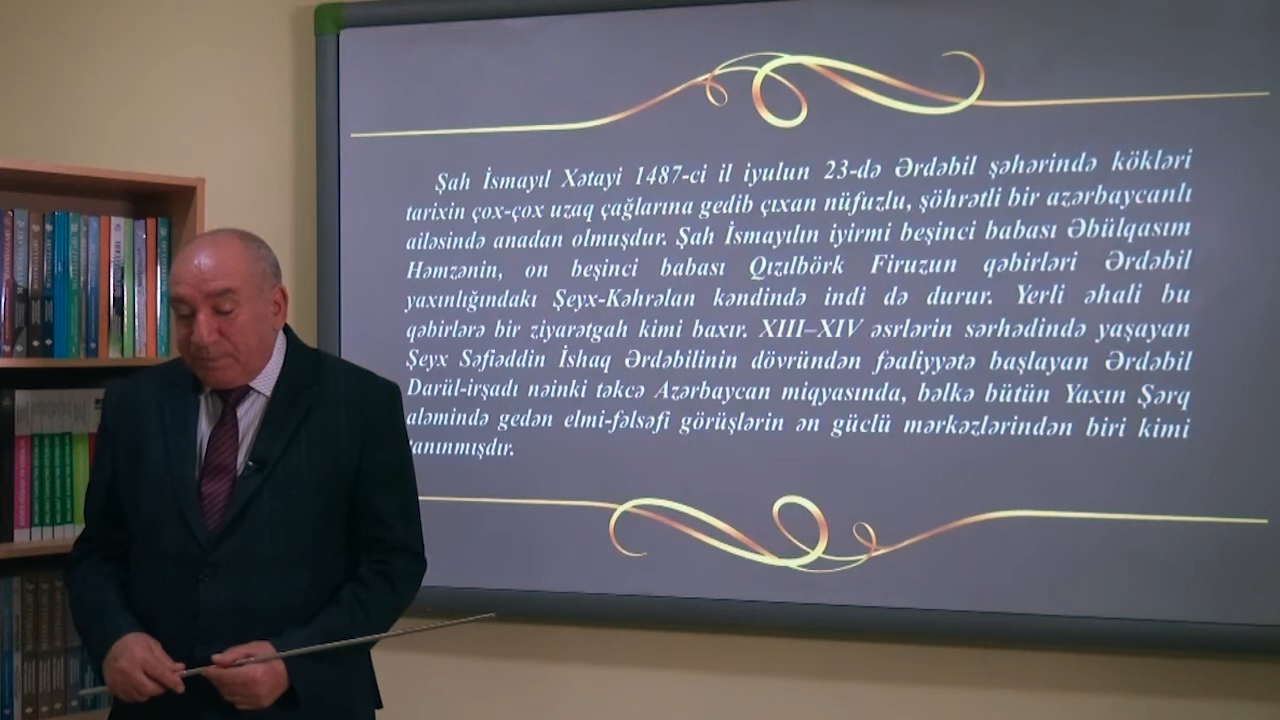 Şah İsmayıl Xətayi 1487-ci il iyulun 23-də Ərdəbil şəhərində kökləri
tarixin çox-çox uzaq çağlarına gedib çıxan nüfuzlu, şöhrətli bir azərbaycanlı
ailəsində anadan olmuşdur. Şah İsmayılın iyirmi beşinci babası Əbülqasım
Həmzənin, on beşinci babası Qızılbörk Firuzun qəbirləri Ərdəbil
yaxınlığındakı Şeyx-Kəhrəlan kəndində indi də durur. Yerli əhali bu
qəbirlərə bir ziyarətgah kimi baxır. XIII–XIV əsrlərin sərhədində yaşayan
Şeyx Səfiəddin İshaq Ərdəbilinin dövründən fəaliyyətə başlayan Ərdəbil
Darül-irşadı nəinki təkcə Azərbaycan miqyasında, bəlkə bütün Yaxın Şərq
aləmində gedən elmi-fəlsəfi görüşlərin ən güclü mərkəzlərindən biri kimi
tanınmışdır.